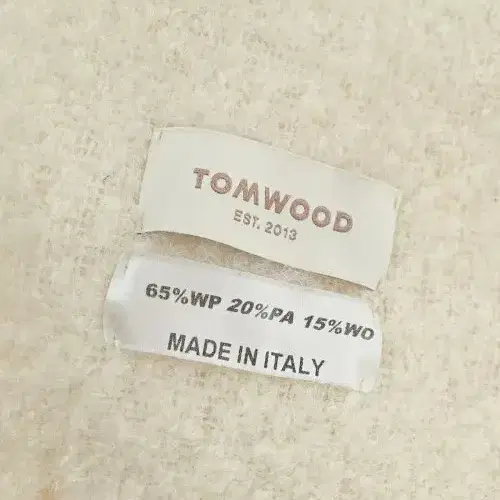 TOMWOOD
EST. 2013
65%WP 20%PA 15%WO
MADE IN ITALY